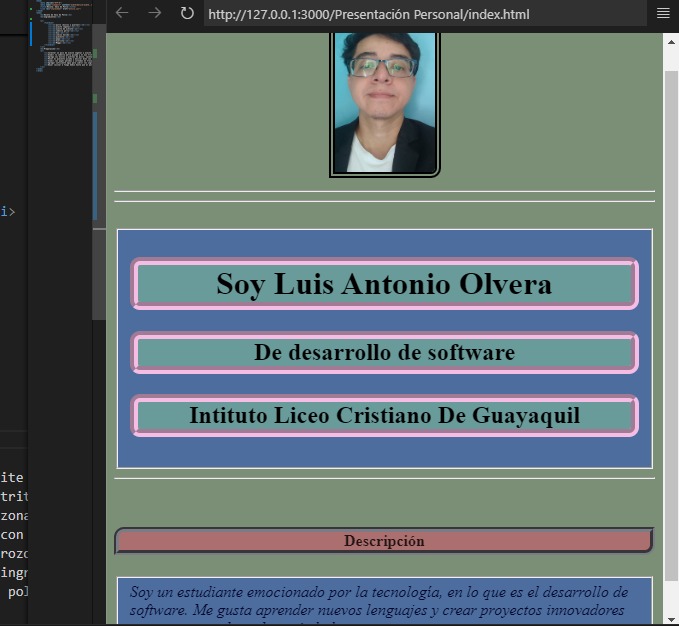 http://127.0.0.1:3000/Presentación Personal/index.html
i>
Soy Luis Antonio Olvera
De desarrollo de software
Intituto Liceo Cristiano De Guayaquil
ite
trit
zona
con
rozo
ingr
pol
Descripción
Soy un estudiante emocionado por la tecnología, en lo que es el desarrollo de
software. Me gusta aprender nuevos lenguajes y crear proyectos innovadores